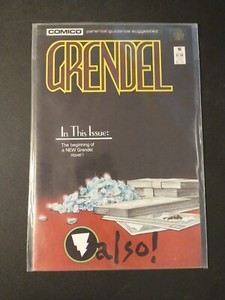 COMICO parental guidance suggested
GRENDEL
In This Issue:
The beginning of
a NEW Grendel
novel!
also!